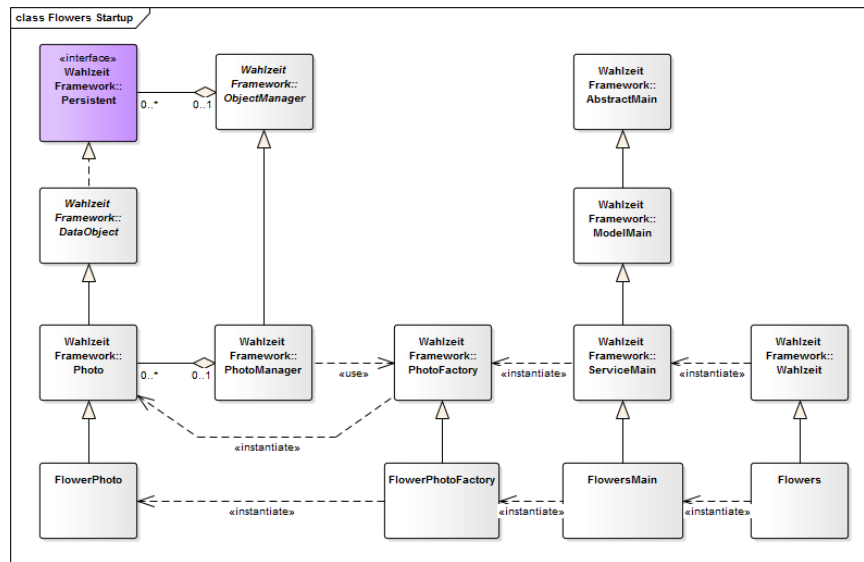 class Flowers Startup
«interface»
Wahlzeit
Framework::
Persistent
0..*
0..1
Wahlzeit
Framework::
ObjectManager
Wahlzeit
Framework::
AbstractMain
Wahlzeit
Framework::
DataObject
Wahlzeit
Framework::
ModelMain
Wahlzeit
Framework::
Photo
0..*
0..1
Wahlzeit
Framework::
PhotoManager
«use»
Wahlzeit
Framework::
PhotoFactory
«instantiate»
Wahlzeit
Framework::
ServiceMain
«instantiate»
Wahlzeit
Framework::
Wahlzeit
«instantiate»
FlowerPhoto
«instantiate»
FlowerPhotoFactory
«instantiate»
FlowersMain
«instantiate»
Flowers